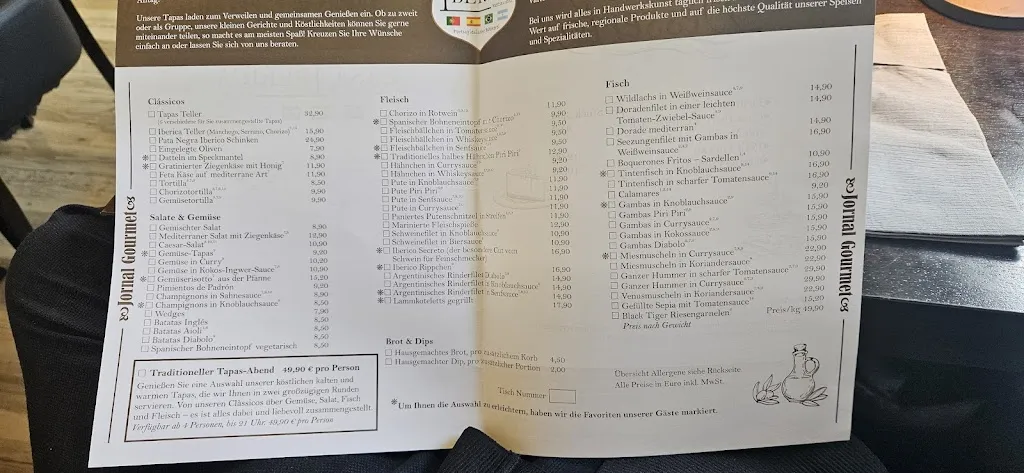 Unsere Tapas laden zum Verweilen und gemeinsamen Genießen ein. Ob zu zweit
oder als Gruppe, unsere kleinen Gerichte und Köstlichkeiten können Sie gerne
miteinander teilen, so macht es am meisten Spaß! Kreuzen Sie Ihre Wünsche
einfach an oder lassen Sie sich von uns beraten.
Bei uns wird alles in Handwerkskunst täglich
Wert auf frische, regionale Produkte und auf die höchste Qualität unserer Speisen
und Spezialitäten.
Jornal Gourmet
Clássicos
Tapas Teller 32,90
Iberica Teller 15,90
Pata Negra Iberico Schinken 24,90
Eingelegte Oliven 7,90
Datteln im Speckmantel 8,90
Gratinierter Ziegenkäse mit Honig 11,90
Feta Käse auf mediterrane Art 11,90
Tortilla 8,50
Chorizotortilla 9,90
Gemüsetortilla 9,90
Salate & Gemüse
Gemischter Salat 8,90
Mediterraner Salat mit Ziegenkäse 12,90
Caesar-Salat 10,90
Gemüse-Tapas 9,20
Gemüse in Curry 10,20
Gemüse in Kokos-Ingwer-Sauce 10,90
Gemüserisotto aus der Pfanne 15,20
Pimientos de Padrón 9,20
Champignons in Sahnesauce 8,90
Champignons in Knoblauchsauce 8,50
Wedges 7,90
Batatas Inglés 8,50
Batatas Aioli 8,50
Batatas Diabolo 8,50
Spanischer Bohneneintopf vegetarisch 8,50
Traditioneller Tapas-Abend 49,90 € pro Person
Genießen Sie eine Auswahl unserer köstlichen kalten und
warmen Tapas, die wir Ihnen in zwei großzügigen Runden
servieren. Von unseren Clássicos über Gemüse, Salat, Fisch
und Fleisch – es ist alles dabei und liebevoll zusammengestellt.
Verfügbar ab 4 Personen, bis 21 Uhr. 49,90 € pro Person
Fleisch
Chorizo in Rotwein 11,90
Spanischer Bohneneintopf mit Chorizo 9,90
Fleischbällchen in Tomatensauce 9,50
Fleischbällchen in Whiskeysauce 9,50
Fleischbällchen in Senfsauce 9,50
Traditionelles halbes Hähnchen Piri Piri 12,90
Hähnchen in Currysauce 9,20
Hähnchen in Whiskeysauce 11,90
Pute in Knoblauchsauce 11,90
Pute Piri Piri 11,90
Pute in Senfsauce 11,90
Pute in Currysauce 11,90
Paniertes Putenschnitzel in Streifen 11,90
Marinierte Fleischspieße 12,90
Schweinefilet in Knoblauchsauce 10,90
Schweinefilet in Biersauce 10,90
Iberico Secreto (der besondere Cut vom 16,90
Schwein für Feinschmecker)
Iberico Rippchen 16,90
Argentinisches Rinderfilet Diabolo 14,90
Argentinisches Rinderfilet in Knoblauchsauce 14,90
Argentinisches Rinderfilet in Senfsauce 14,90
Lammkoteletts gegrillt 17,90
Brot & Dips
Hausgemachtes Brot, pro zusätzlichem Korb 4,50
Hausgemachter Dip, pro zusätzlicher Portion 2,00
Tisch Nummer
*Um Ihnen die Auswahl zu erleichtern, haben wir die Favoriten unserer Gäste markiert.
Fisch
Wildlachs in Weißweinsauce 14,90
Doradenfilet in einer leichten 14,90
Tomaten-Zwiebel-Sauce
Dorade mediterran 14,90
Seezungenfilet mit Gambas in 16,90
Weißweinsauce
Boquerones Fritos – Sardellen 10,90
Tintenfisch in Knoblauchsauce 16,90
Tintenfisch in scharfer Tomatensauce 16,90
Calamares 9,20
Gambas in Knoblauchsauce 15,90
Gambas Piri Piri 15,90
Gambas in Currysauce 15,90
Gambas in Kokossauce 15,90
Gambas Diabolo 15,90
Miesmuscheln in Currysauce 22,90
Miesmuscheln in Koriandersauce 22,90
Ganzer Hummer in scharfer Tomatensauce 29,90
Ganzer Hummer in Currysauce 29,90
Venusmuscheln in Koriandersauce 22,90
Gefüllte Sepia mit Tomatensauce 15,20
Black Tiger Riesengarnelen Preis/kg 49,90
Preis nach Gewicht
Übersicht Allergene siehe Rückseite.
Alle Preise in Euro inkl. MwSt.
Jornal Gourmet